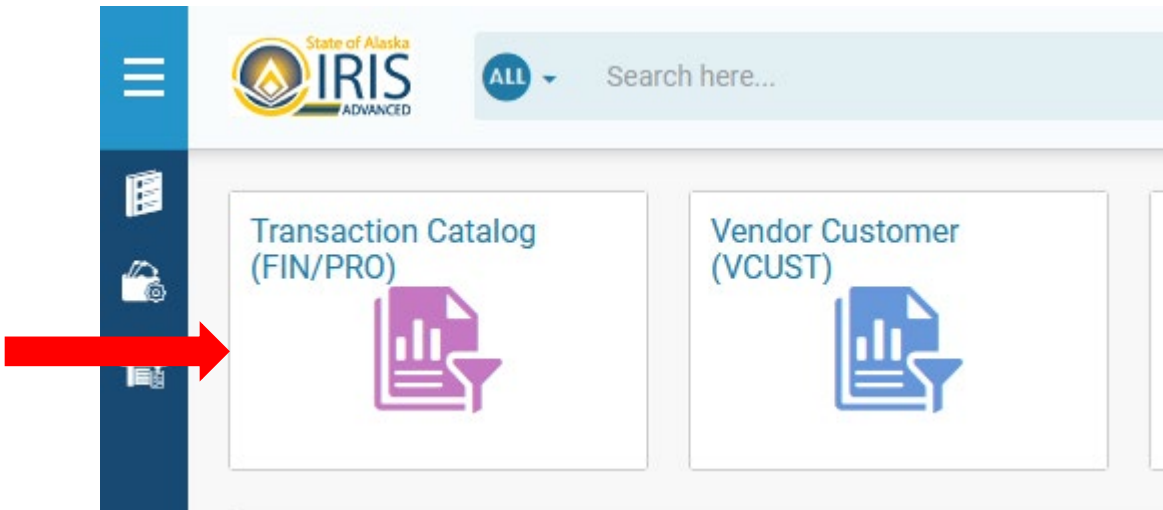 State of Alaska
IRIS
ADVANCED
ALL
Search here...
Transaction Catalog
(FIN/PRO)
Vendor Customer
(VCUST)